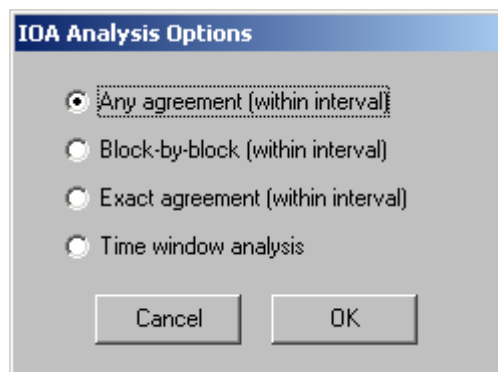 IOA Analysis Options
Any agreement (within interval)
Block-by-block (within interval)
Exact agreement (within interval)
Time window analysis
Cancel OK